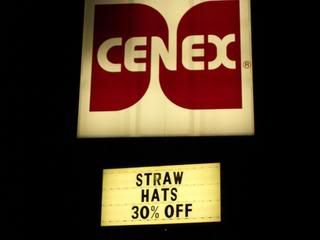 CENEX®
STRAW
HATS
30% OFF